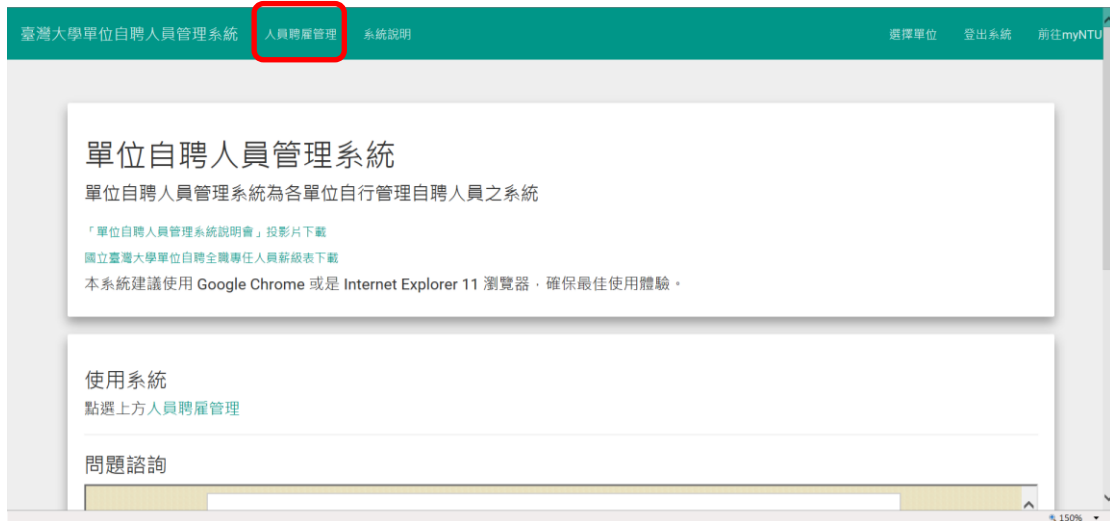 臺灣大學單位自聘人員管理系統 人員聘雇管理 系統說明 選擇單位 登出系統 前往myNTU
單位自聘人員管理系統
單位自聘人員管理系統為各單位自行管理自聘人員之系統
「單位自聘人員管理系統說明會」投影片下載
國立臺灣大學單位自聘全職專任人員薪級表下載
本系統建議使用 Google Chrome 或是 Internet Explorer 11 瀏覽器，確保最佳使用體驗。
使用系統
點選上方人員聘雇管理
問題諮詢
150%